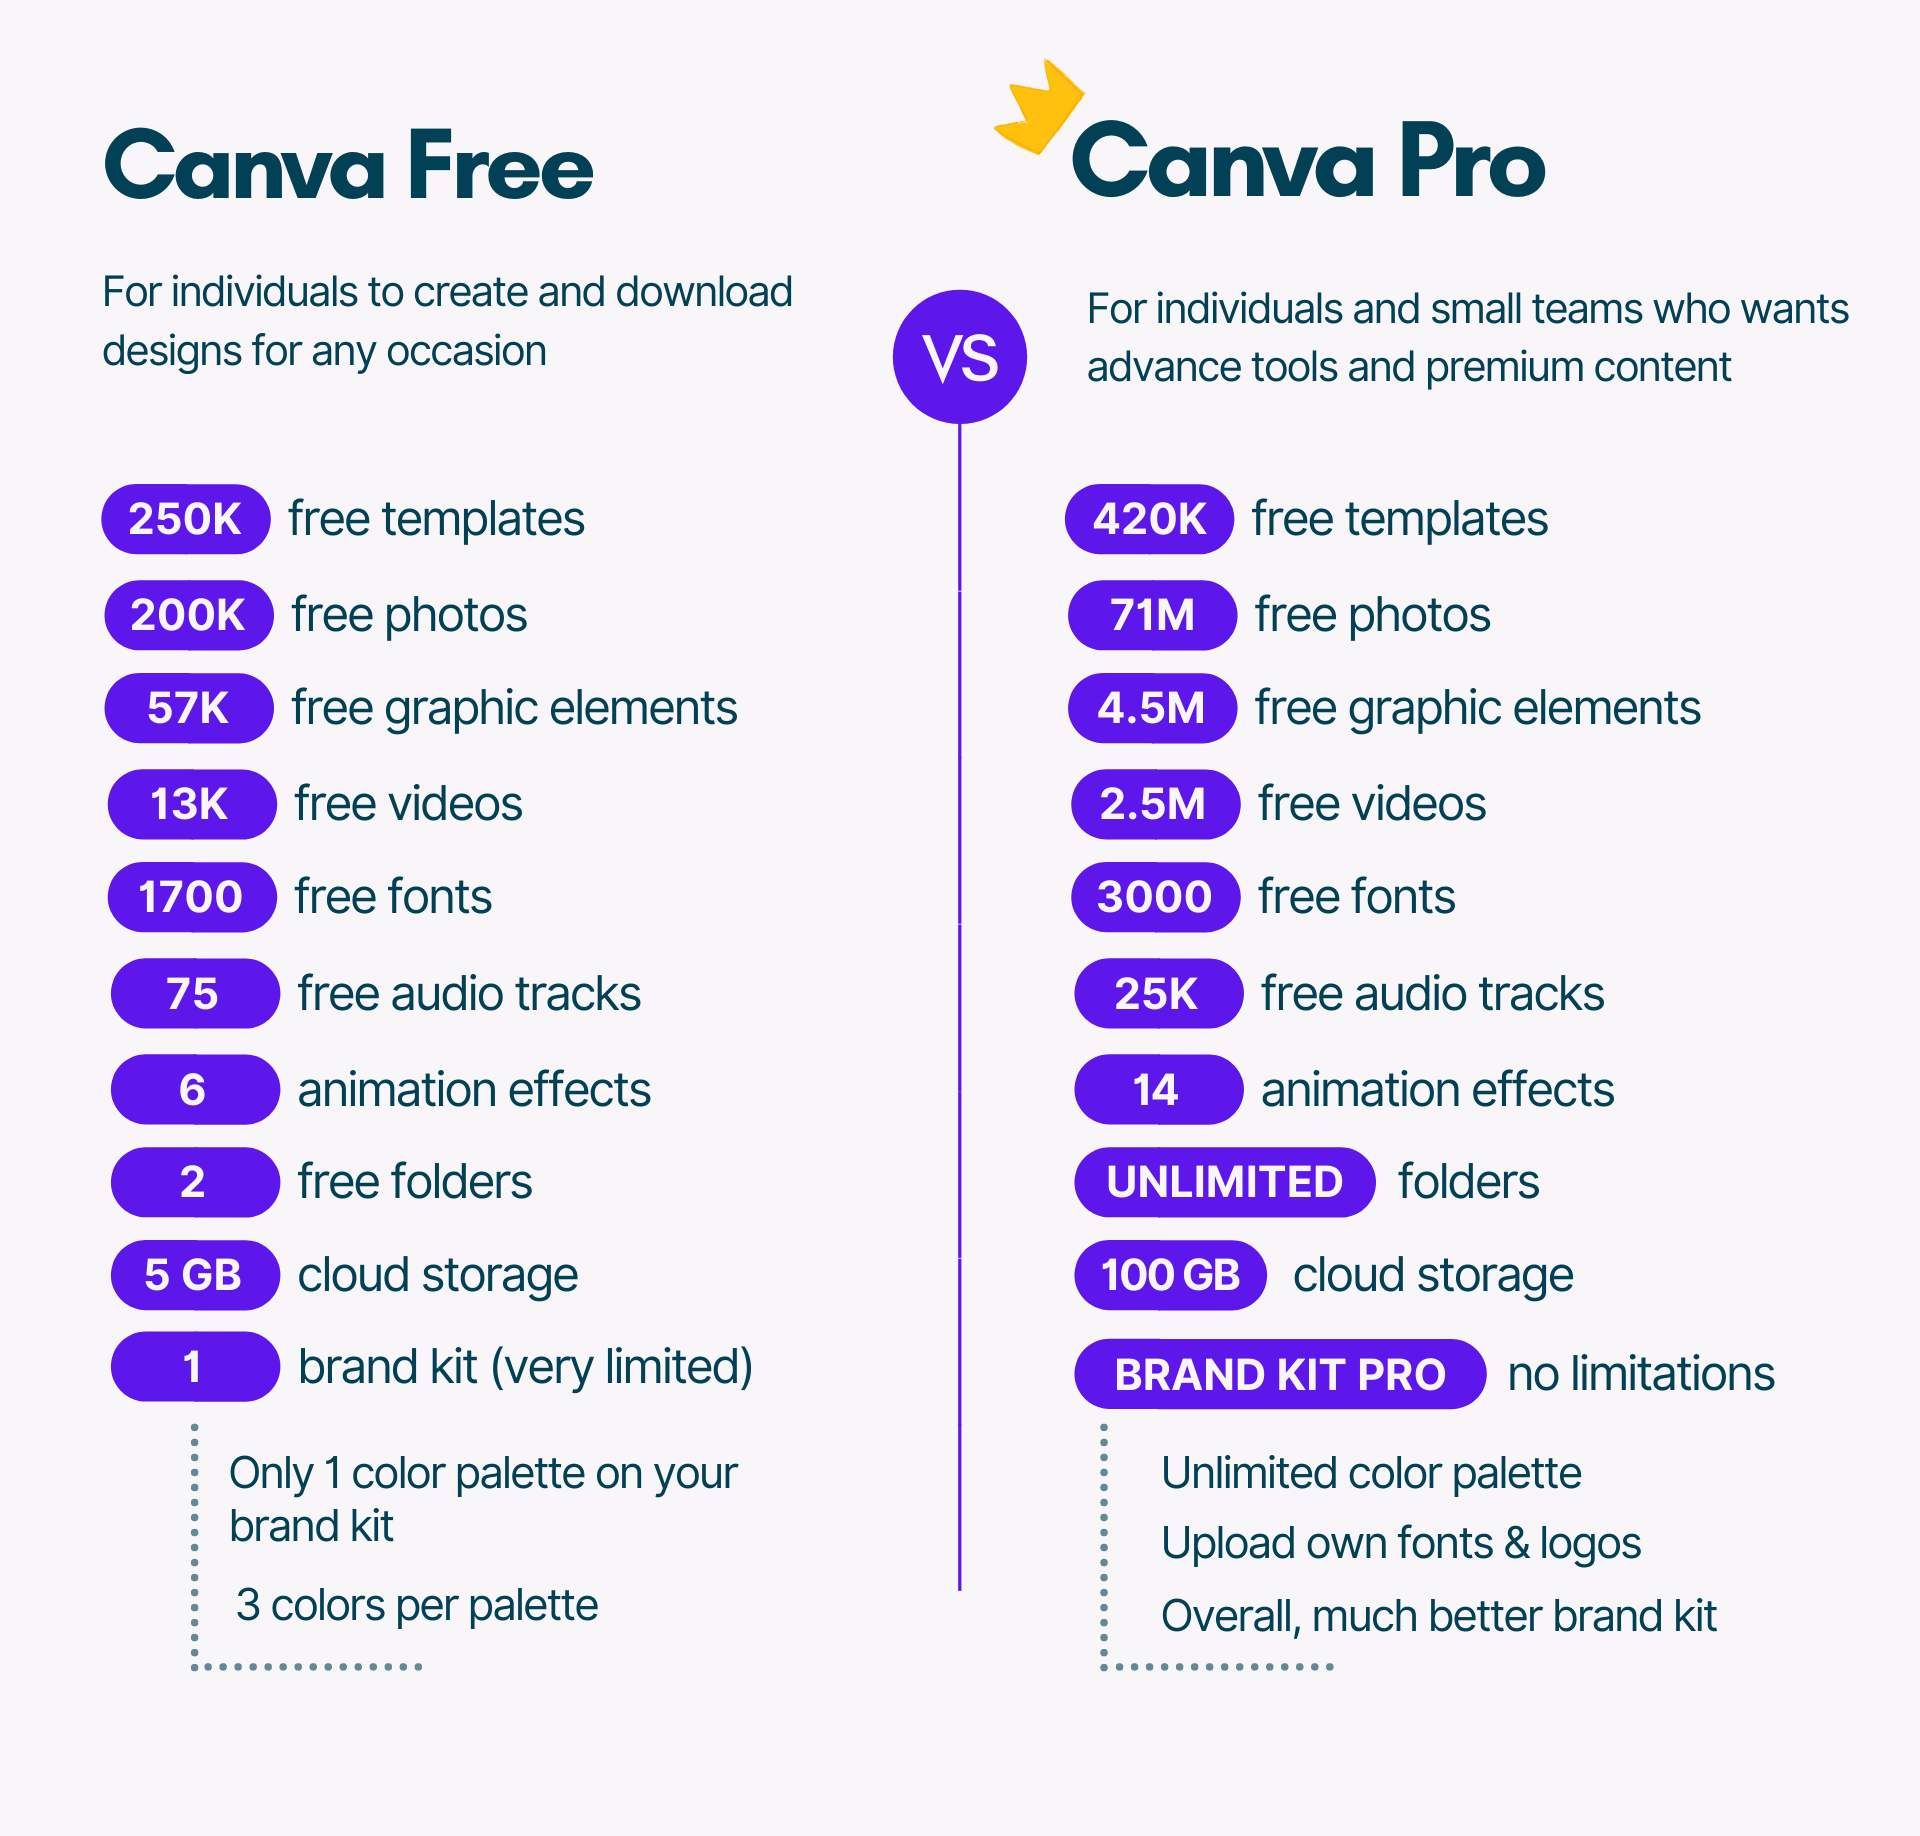 Canva Free
For individuals to create and download
designs for any occasion
250K free templates
200K free photos
57K free graphic elements
13K free videos
1700 free fonts
75 free audio tracks
6 animation effects
2 free folders
5 GB cloud storage
1 brand kit (very limited)
Only 1 color palette on your
brand kit
3 colors per palette
VS
Canva Pro
For individuals and small teams who wants
advance tools and premium content
420K free templates
71M free photos
4.5M free graphic elements
2.5M free videos
3000 free fonts
25K free audio tracks
14 animation effects
UNLIMITED folders
100 GB cloud storage
BRAND KIT PRO no limitations
Unlimited color palette
Upload own fonts & logos
Overall, much better brand kit